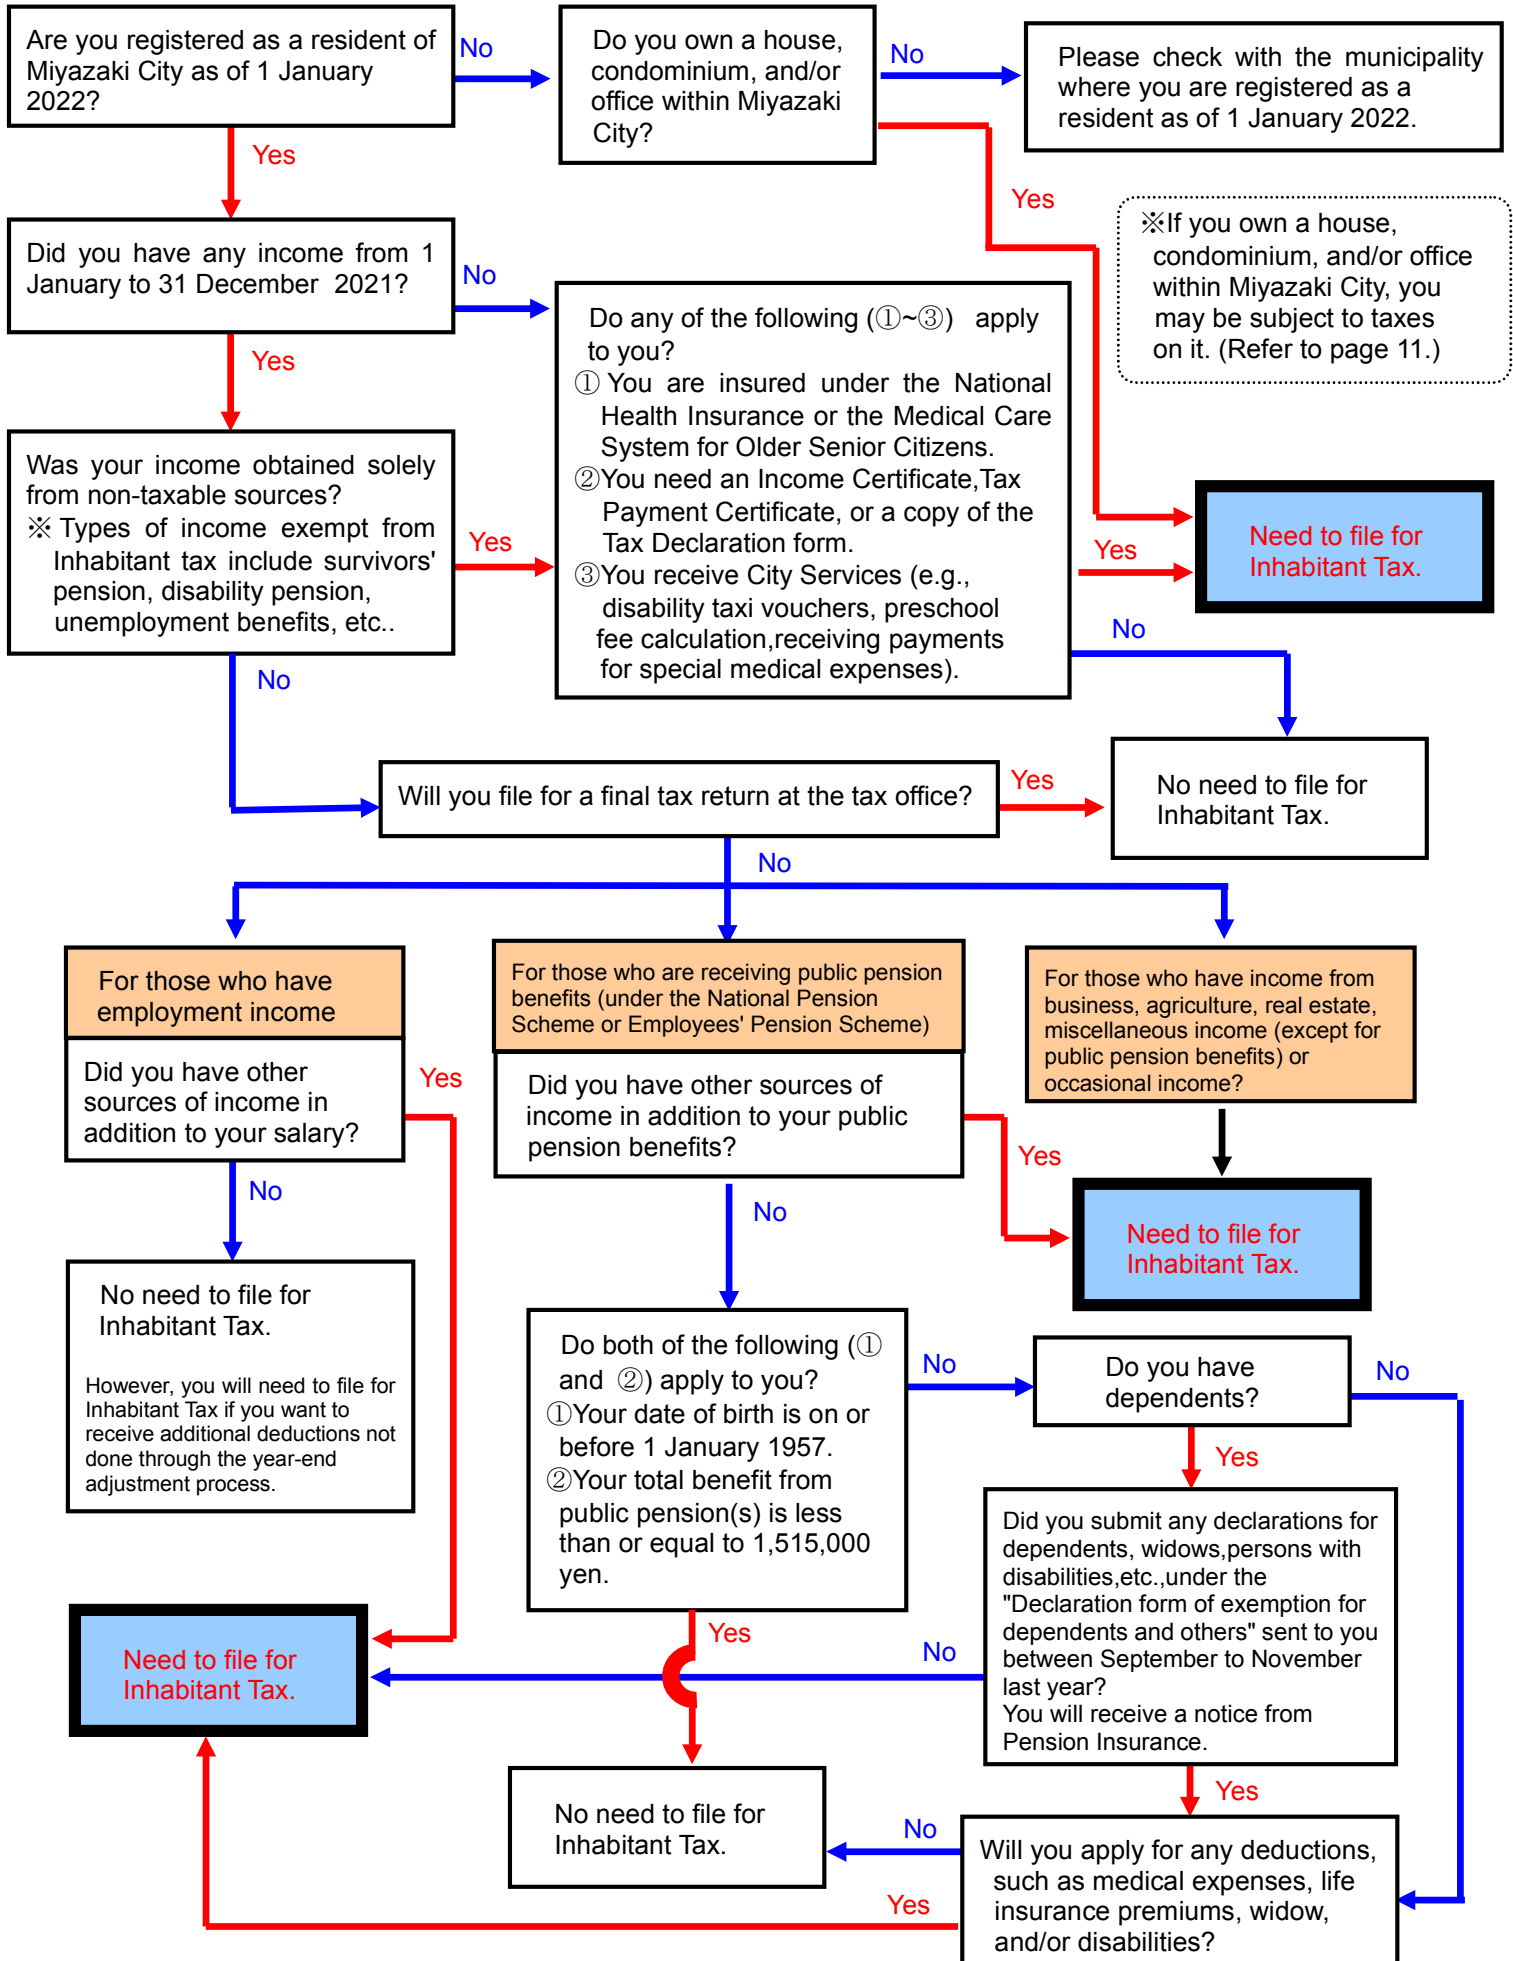 Are you registered as a resident of
Miyazaki City as of 1 January
2022?
No
Do you own a house,
condominium, and/or
office within Miyazaki
City?
No
Please check with the municipality
where you are registered as a
resident as of 1 January 2022.
Yes
Yes
※If you own a house,
condominium, and/or office
within Miyazaki City, you
may be subject to taxes
on it. (Refer to page 11.)
Did you have any income from 1
January to 31 December 2021?
No
Yes
Do any of the following (①~③) apply
to you?
① You are insured under the National
Health Insurance or the Medical Care
System for Older Senior Citizens.
②You need an Income Certificate,Tax
Payment Certificate, or a copy of the
Tax Declaration form.
③You receive City Services (e.g.,
disability taxi vouchers, preschool
fee calculation,receiving payments
for special medical expenses).
Was your income obtained solely
from non-taxable sources?
※ Types of income exempt from
Inhabitant tax include survivors'
pension, disability pension,
unemployment benefits, etc..
Yes
Yes
Need to file for
Inhabitant Tax.
No
No
Will you file for a final tax return at the tax office?
Yes
No need to file for
Inhabitant Tax.
No
For those who have
employment income
Did you have other
sources of income in
addition to your salary?
Yes
No
No need to file for
Inhabitant Tax.
However, you will need to file for
Inhabitant Tax if you want to
receive additional deductions not
done through the year-end
adjustment process.
For those who are receiving public pension
benefits (under the National Pension
Scheme or Employees' Pension Scheme)
Did you have other sources of
income in addition to your public
pension benefits?
Yes
No
For those who have income from
business, agriculture, real estate,
miscellaneous income (except for
public pension benefits) or
occasional income?
Need to file for
Inhabitant Tax.
Do both of the following (①
and ②) apply to you?
①Your date of birth is on or
before 1 January 1957.
②Your total benefit from
public pension(s) is less
than or equal to 1,515,000
yen.
No
Do you have
dependents?
No
Yes
Did you submit any declarations for
dependents, widows,persons with
disabilities,etc.,under the
"Declaration form of exemption for
dependents and others" sent to you
between September to November
last year?
You will receive a notice from
Pension Insurance.
Yes
No
Need to file for
Inhabitant Tax.
Yes
No need to file for
Inhabitant Tax.
No
Will you apply for any deductions,
such as medical expenses, life
insurance premiums, widow,
and/or disabilities?
Yes